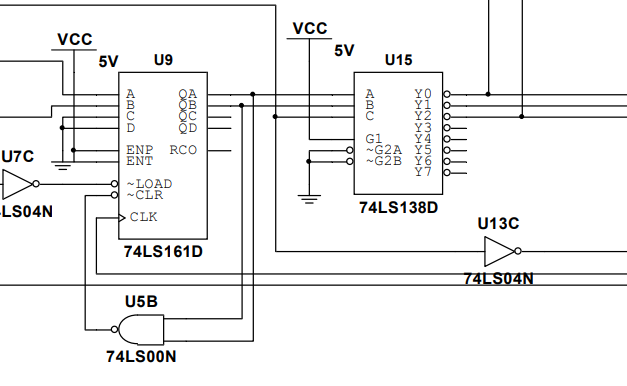 VCC
5V
U9
A
B
C
D
ENP
ENT
~LOAD
~CLR
CLK
QA
QB
QC
QD
RCO
74LS161D
VCC
5V
U15
A
B
C
G1
~G2A
~G2B
Y0
Y1
Y2
Y3
Y4
Y5
Y6
Y7
74LS138D
U7C
LS04N
U13C
74LS04N
U5B
74LS00N